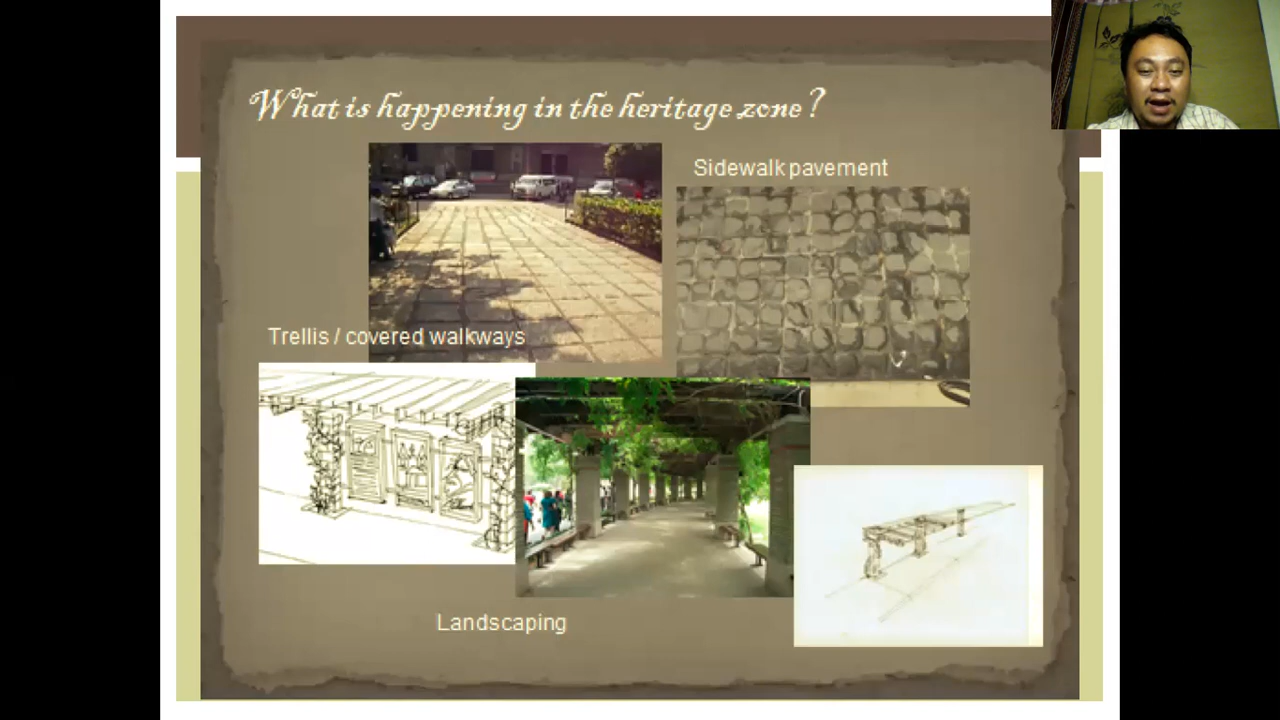 What is happening in the heritage zone?
Sidewalk pavement
Trellis / covered walkways
Landscaping